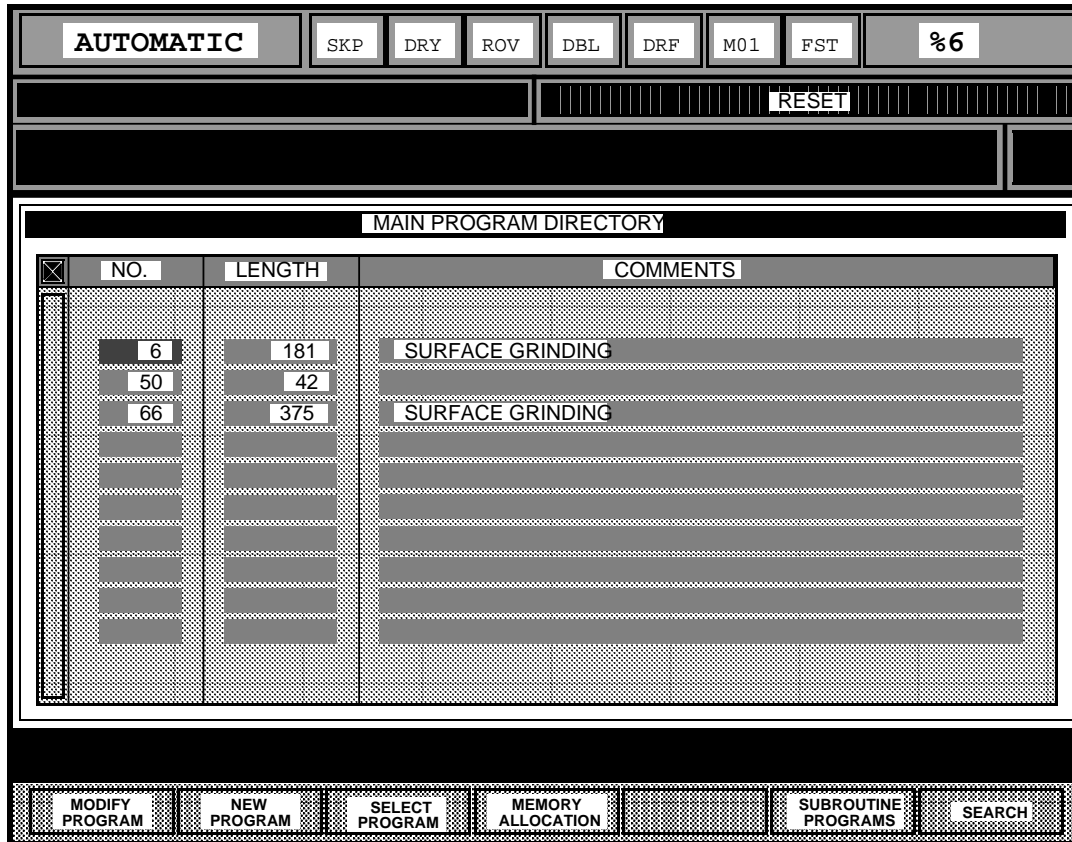 AUTOMATIC SKP DRY ROV DBL DRF M01 FST %6
RESET
MAIN PROGRAM DIRECTORY
NO. LENGTH COMMENTS
6 181 SURFACE GRINDING
50 42
66 375 SURFACE GRINDING
MODIFY NEW SELECT MEMORY SUBROUTINE SEARCH
PROGRAM PROGRAM PROGRAM ALLOCATION PROGRAMS